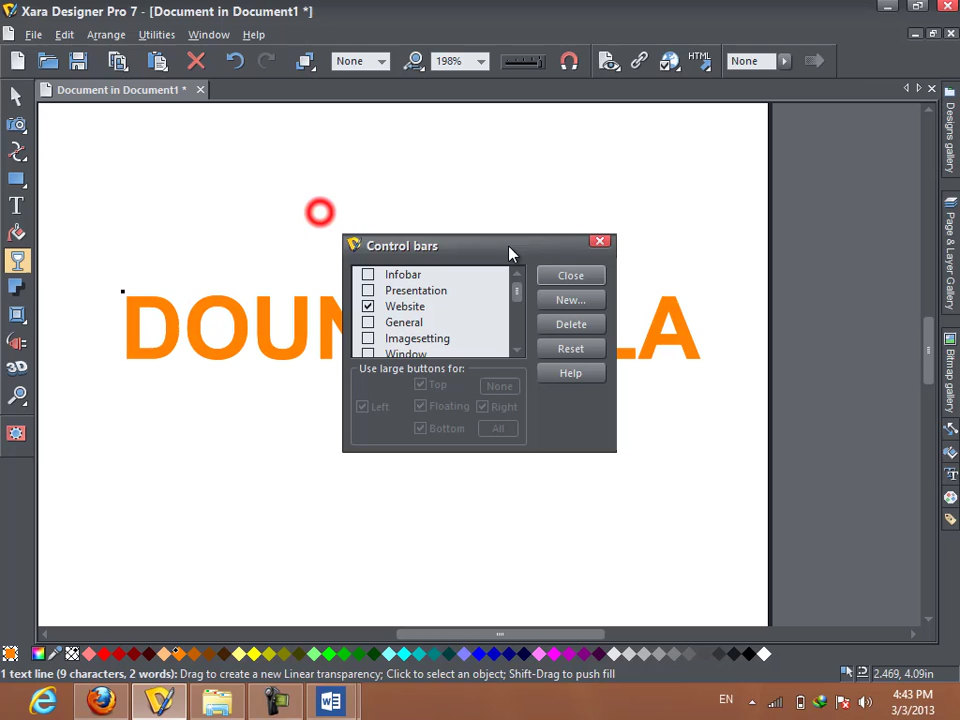 Xara Designer Pro 7 - [Document in Document1 *]
File Edit Arrange Utilities Window Help
None 198% HTML None
Document in Document1 *
Designs gallery
Page & Layer Gallery
Bitmap gallery
T
3D
Control bars
Infobar
Presentation
Website
General
Imagesetting
Window
Close
New...
Delete
Reset
Help
Use large buttons for:
Top None
Left Floating Right
Bottom All
1 text line (9 characters, 2 words): Drag to create a new Linear transparency; Click to select an object; Shift-Drag to push fill
2.469, 4.09in
W
EN
4:43 PM
3/3/2013